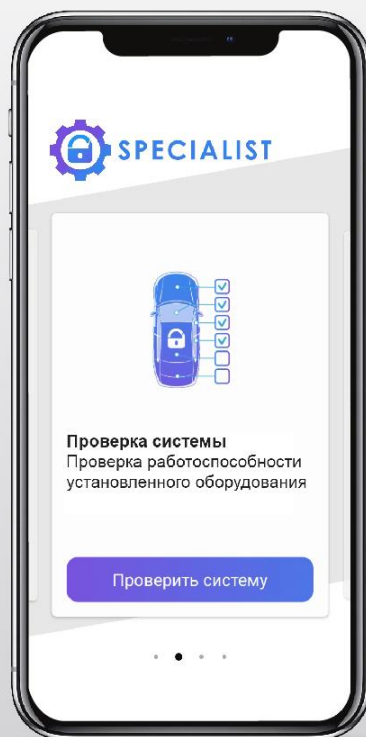 SPECIALIST
Проверка системы
Проверка работоспособности
установленного оборудования
Проверить систему